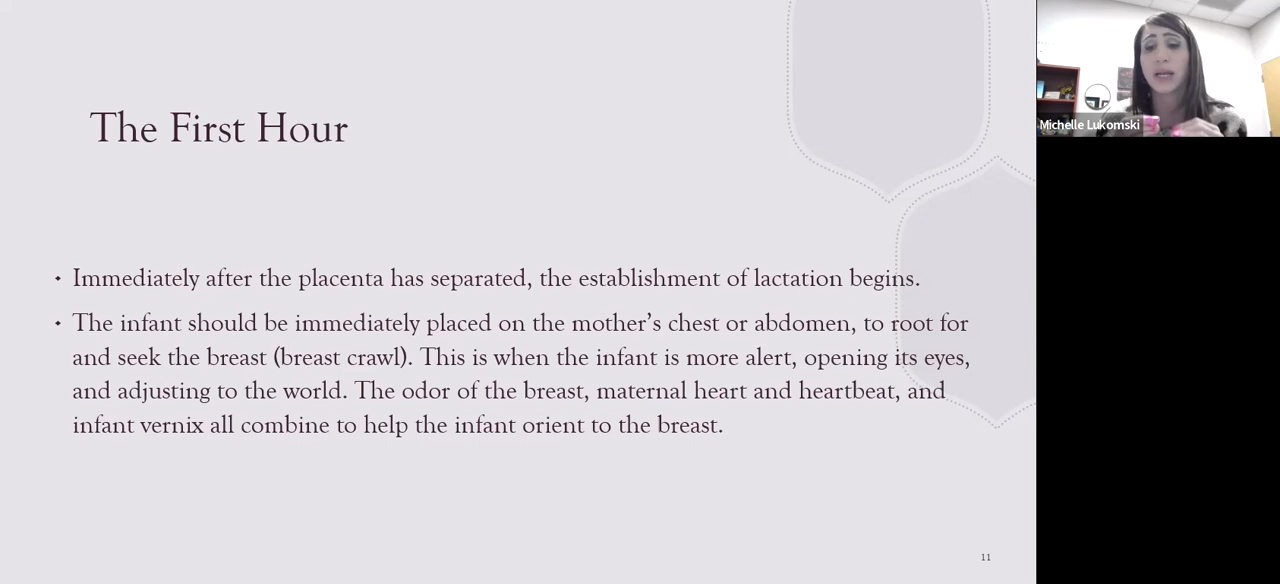 The First Hour
Immediately after the placenta has separated, the establishment of lactation begins.
The infant should be immediately placed on the mother’s chest or abdomen, to root for
and seek the breast (breast crawl). This is when the infant is more alert, opening its eyes,
and adjusting to the world. The odor of the breast, maternal heart and heartbeat, and
infant vernix all combine to help the infant orient to the breast.
11
Michelle Lukomski